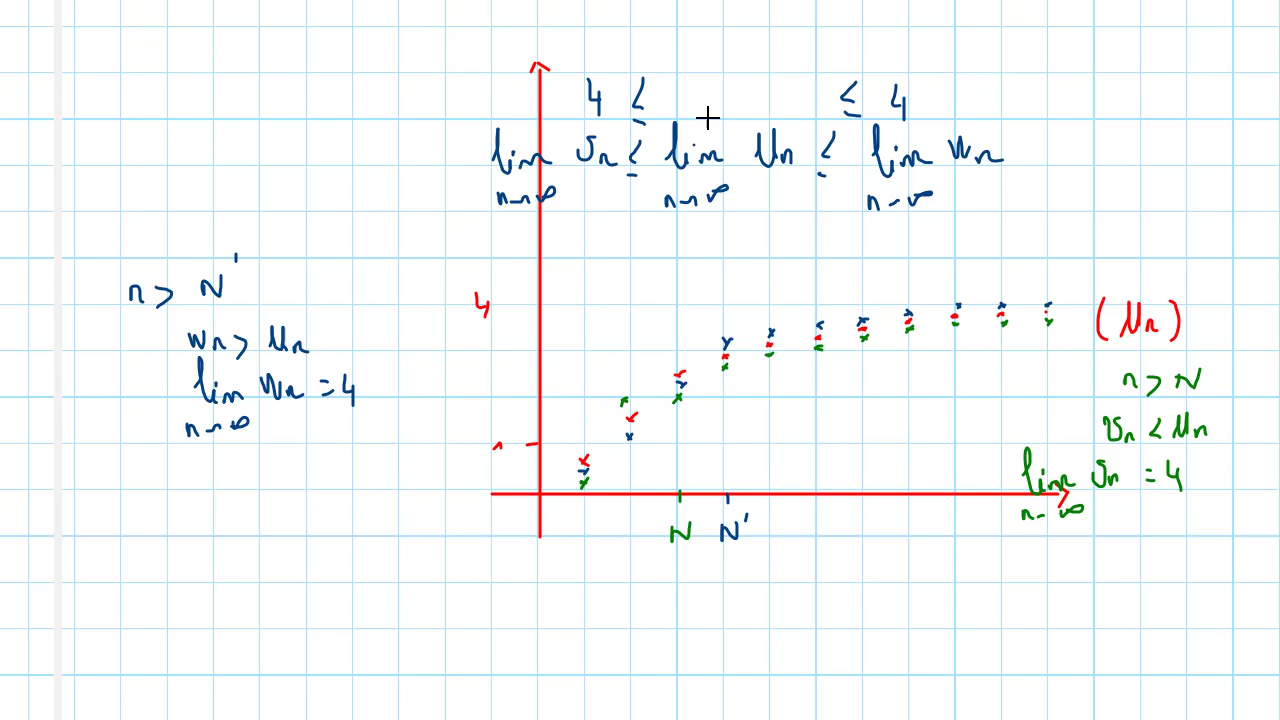 4 ≤ ≤ 4
lim vn ≤ lim un ≤ lim wn
n→∞ n→∞ n→∞
n > N'
wn > un
lim wn = 4
n→∞
4
1
(un)
n > N
vn < un
lim vn = 4
n→∞
N N'